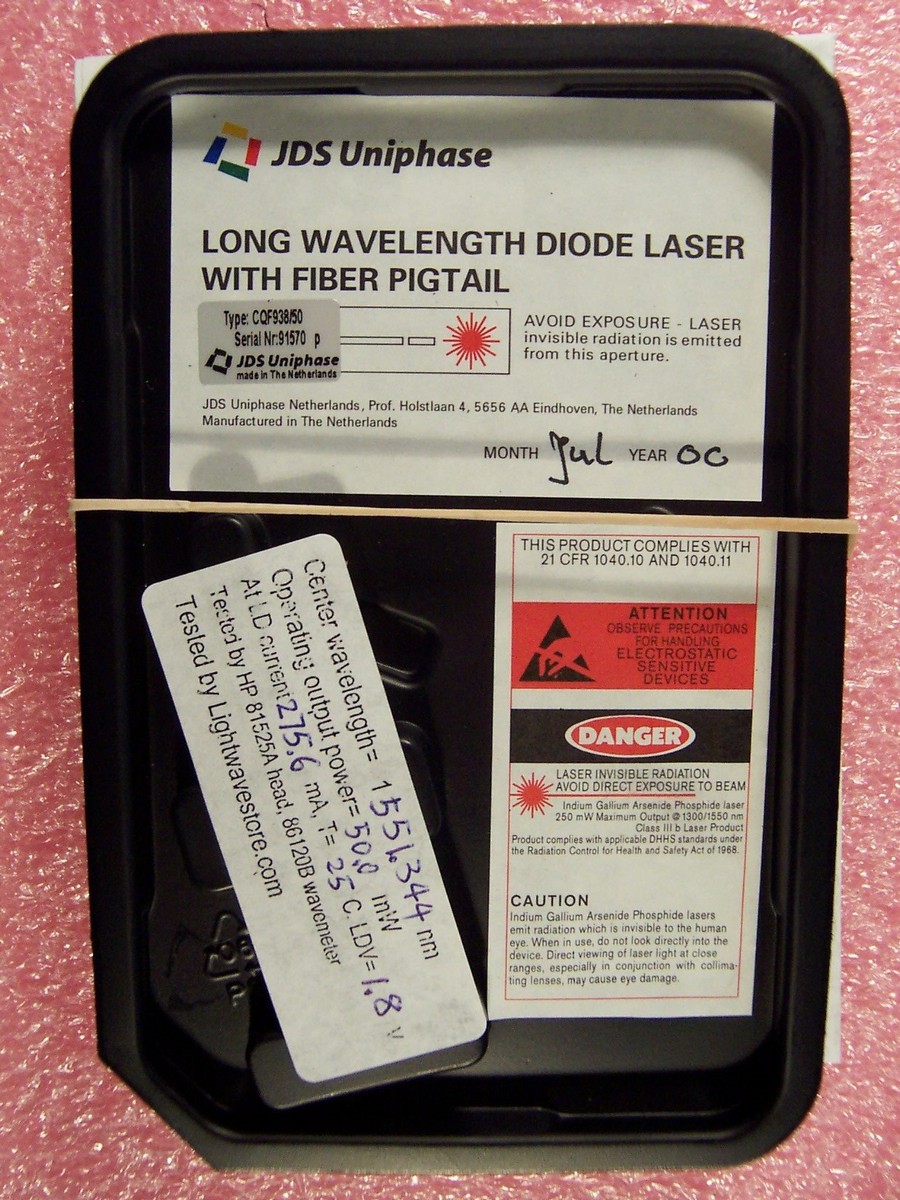 JDS Uniphase
LONG WAVELENGTH DIODE LASER
WITH FIBER PIGTAIL
Type: CQF938/50
Serial Nr:91570 p
JDS Uniphase
made in The Netherlands
AVOID EXPOSURE - LASER
invisible radiation is emitted
from this aperture.
JDS Uniphase Netherlands, Prof. Holstlaan 4, 5656 AA Eindhoven, The Netherlands
Manufactured in The Netherlands
MONTH Jul YEAR 00
Center wavelength= 1551.344 nm
Operating output power= 50.0 mW
At LD current 275.6 mA, T= 25 C. LDV= 1.8 V
Tested by HP 81525A head, 86120B wavemeter
Tesled by Lightwavestore.com
THIS PRODUCT COMPLIES WITH
21 CFR 1040.10 AND 1040.11
ATTENTION
OBSERVE PRECAUTIONS
FOR HANDLING
ELECTROSTATIC
SENSITIVE
DEVICES
DANGER
LASER INVISIBLE RADIATION
AVOID DIRECT EXPOSURE TO BEAM
Indium Gallium Arsenide Phosphide laser
250 mW Maximum Output @ 1300/1550 nm
Class III b Laser Product
Product complies with applicable DHHS standards under
the Radiation Control for Health and Safety Act of 1968.
CAUTION
Indium Gallium Arsenide Phosphide lasers
emit radiation which is invisible to the human
eye. When in use, do not look directly into the
device. Direct viewing of laser light at close
ranges, especially in conjunction with collima-
ting lenses, may cause eye damage.